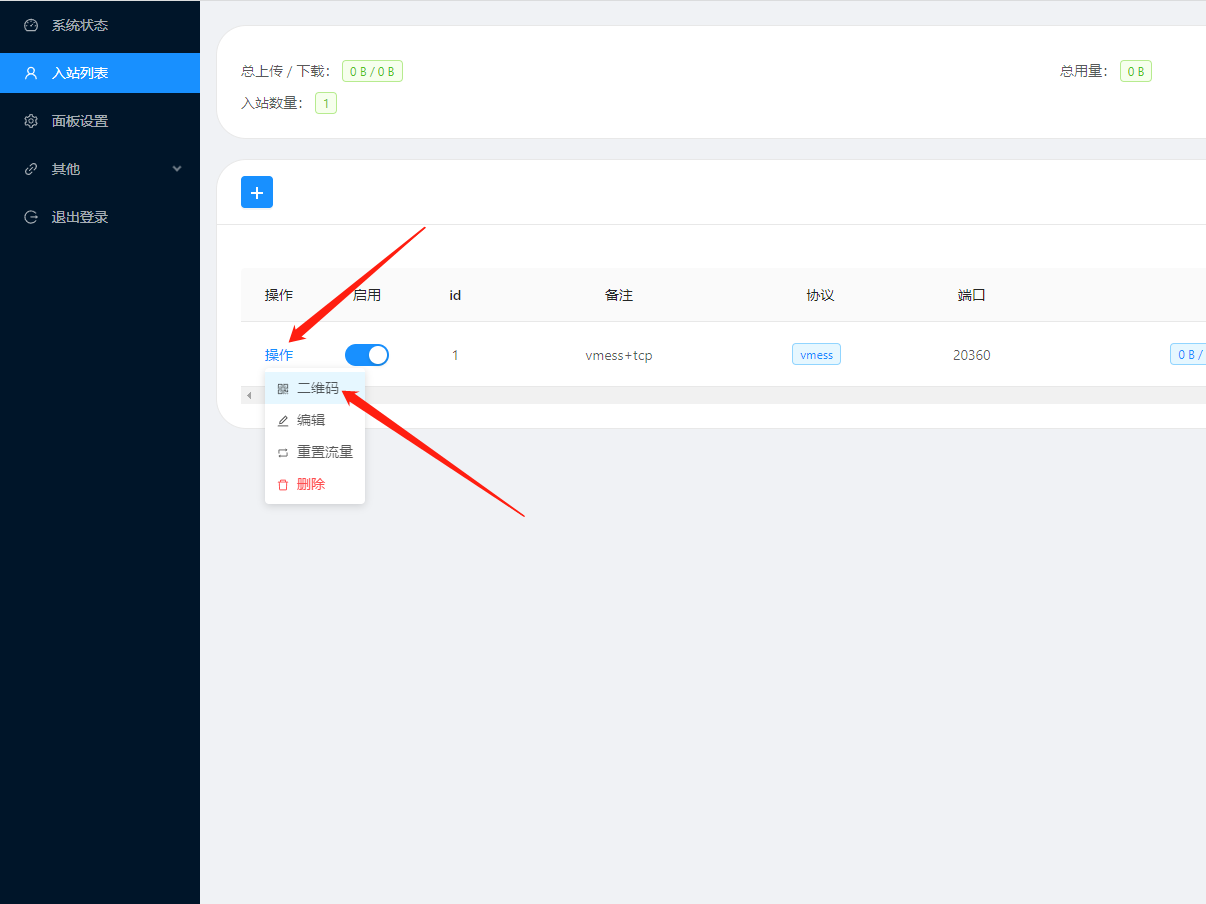 系统状态
入站列表
面板设置
其他
退出登录
总上传 / 下载: 0 B / 0 B
总用量: 0 B
入站数量: 1
操作 启用 id 备注 协议 端口
操作 1 vmess+tcp vmess 20360 0 B /
二维码
编辑
重置流量
删除